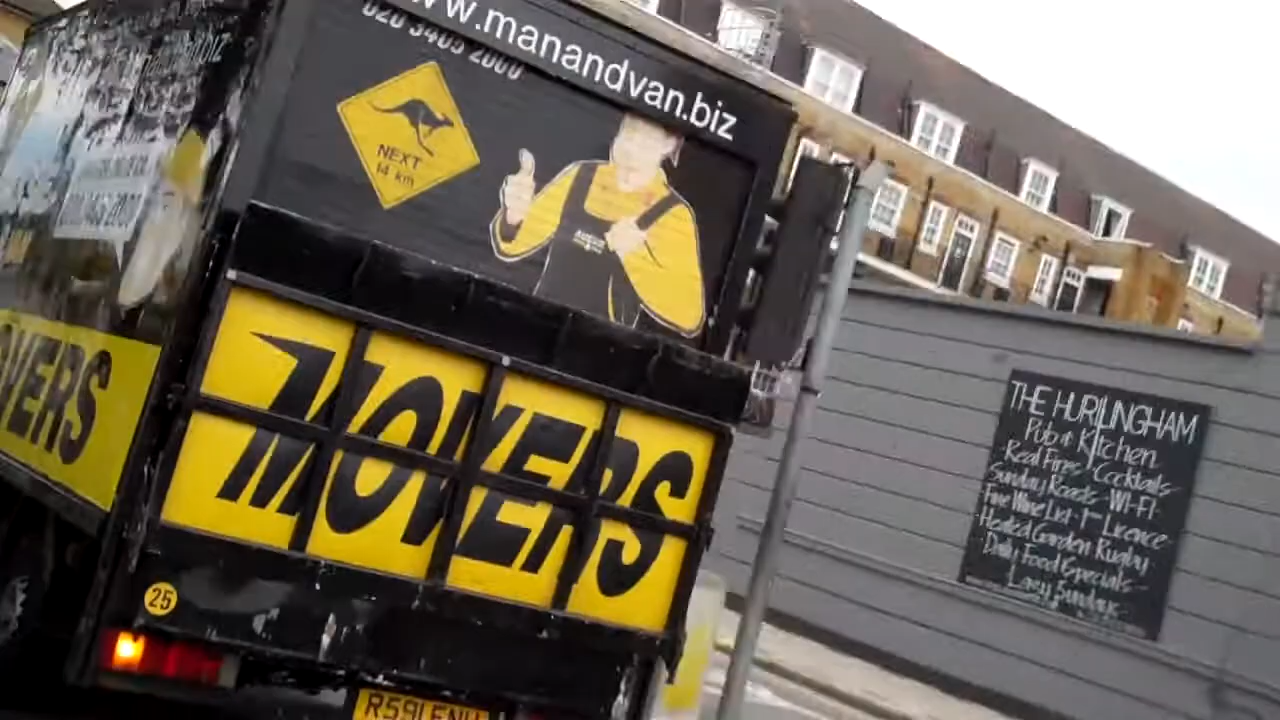 www.manandvan.biz
020 3405 2000
NEXT
14 km
MOVERS
OVERS
25
THE HURLINGHAM
Pub & Kitchen
Real Fires - Cocktails
Sunday Roasts - WI-FI
Fine Wine List - Licence
Heated Garden Rugby
Daily Food Specials
Lazy Sundays